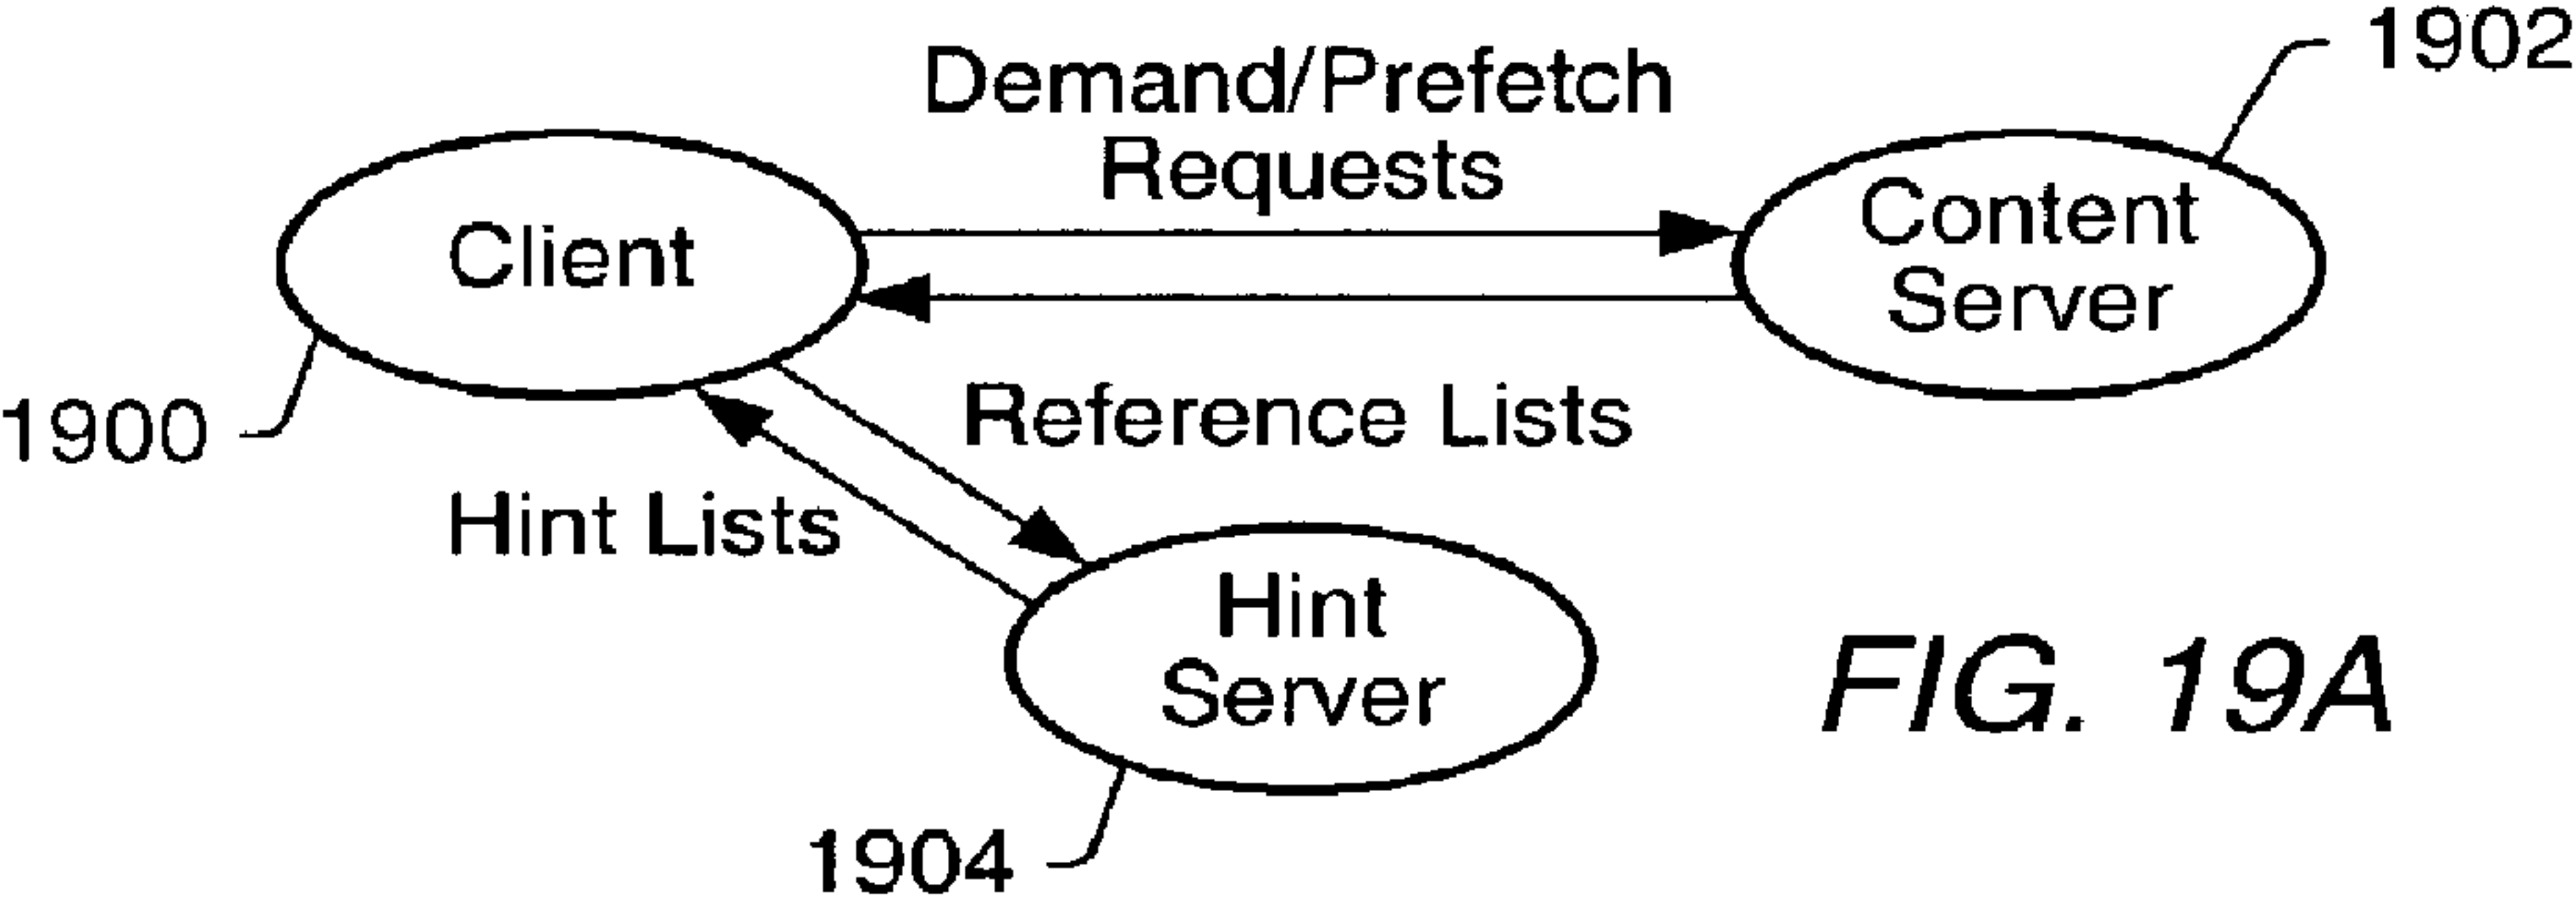 1902
Demand/Prefetch
Requests
Client
Content
Server
1900
Reference Lists
Hint Lists
Hint
Server
FIG. 19A
1904